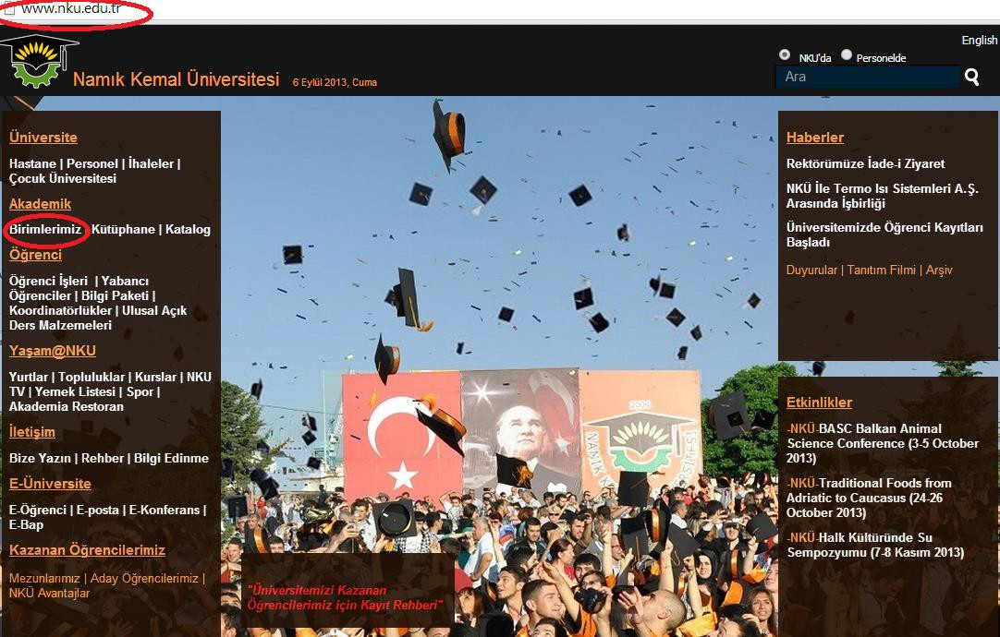 www.nku.edu.tr
English
Namık Kemal Üniversitesi 6 Eylül 2013, Cuma
NKU'da Personelde
Ara
Üniversite
Hastane | Personel | İhaleler |
Çocuk Üniversitesi
Akademik
Birimlerimiz Kütüphane | Katalog
Öğrenci
Öğrenci İşleri | Yabancı
Öğrenciler | Bilgi Paketi |
Koordinatörlükler | Ulusal Açık
Ders Malzemeleri
Yaşam@NKU
Yurtlar | Topluluklar | Kurslar | NKU
TV | Yemek Listesi | Spor |
Akademia Restoran
İletişim
Bize Yazın | Rehber | Bilgi Edinme
E-Üniversite
E-Öğrenci | E-posta | E-Konferans |
E-Bap
Kazanan Öğrencilerimiz
Mezunlarımız | Aday Öğrencilerimiz |
NKÜ Avantajlar
2006
NAMIK K
SİTESİ
"Üniversitemizi Kazanan
Öğrencilerimiz için Kayıt Rehberi"
Haberler
Rektörümüze İade-i Ziyaret
NKÜ İle Termo Isı Sistemleri A.Ş.
Arasında İşbirliği
Üniversitemizde Öğrenci Kayıtları
Başladı
Duyurular | Tanıtım Filmi | Arşiv
Etkinlikler
-NKÜ-BASC Balkan Animal
Science Conference (3-5 October
2013)
-NKÜ-Traditional Foods from
Adriatic to Caucasus (24-26
October 2013)
-NKÜ-Halk Kültüründe Su
Sempozyumu (7-8 Kasım 2013)